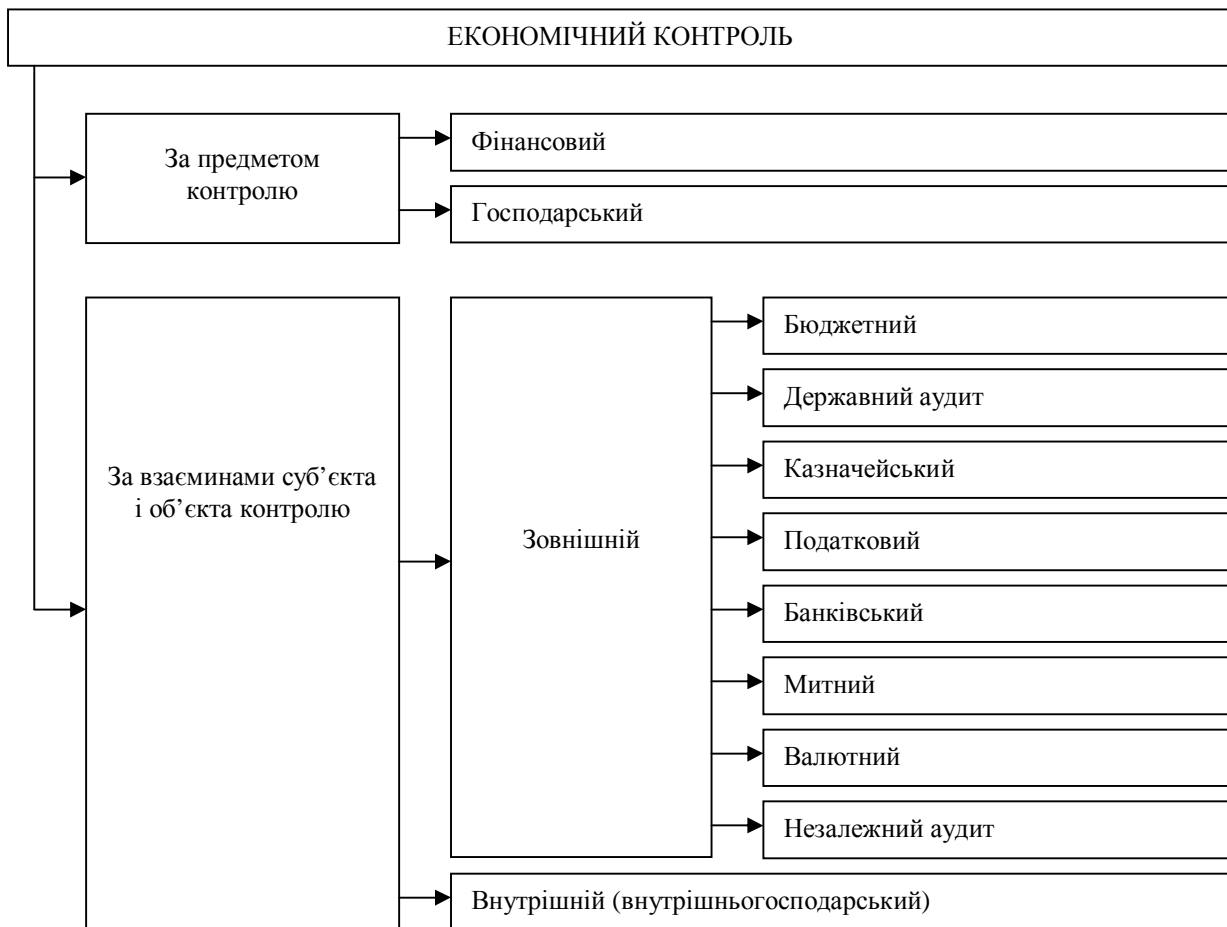 ЕКОНОМІЧНИЙ КОНТРОЛЬ
За предметом
контролю
Фінансовий
Господарський
За взаєминами суб’єкта
і об’єкта контролю
Зовнішній
Бюджетний
Державний аудит
Казначейський
Податковий
Банківський
Митний
Валютний
Незалежний аудит
Внутрішній (внутрішньогосподарський)